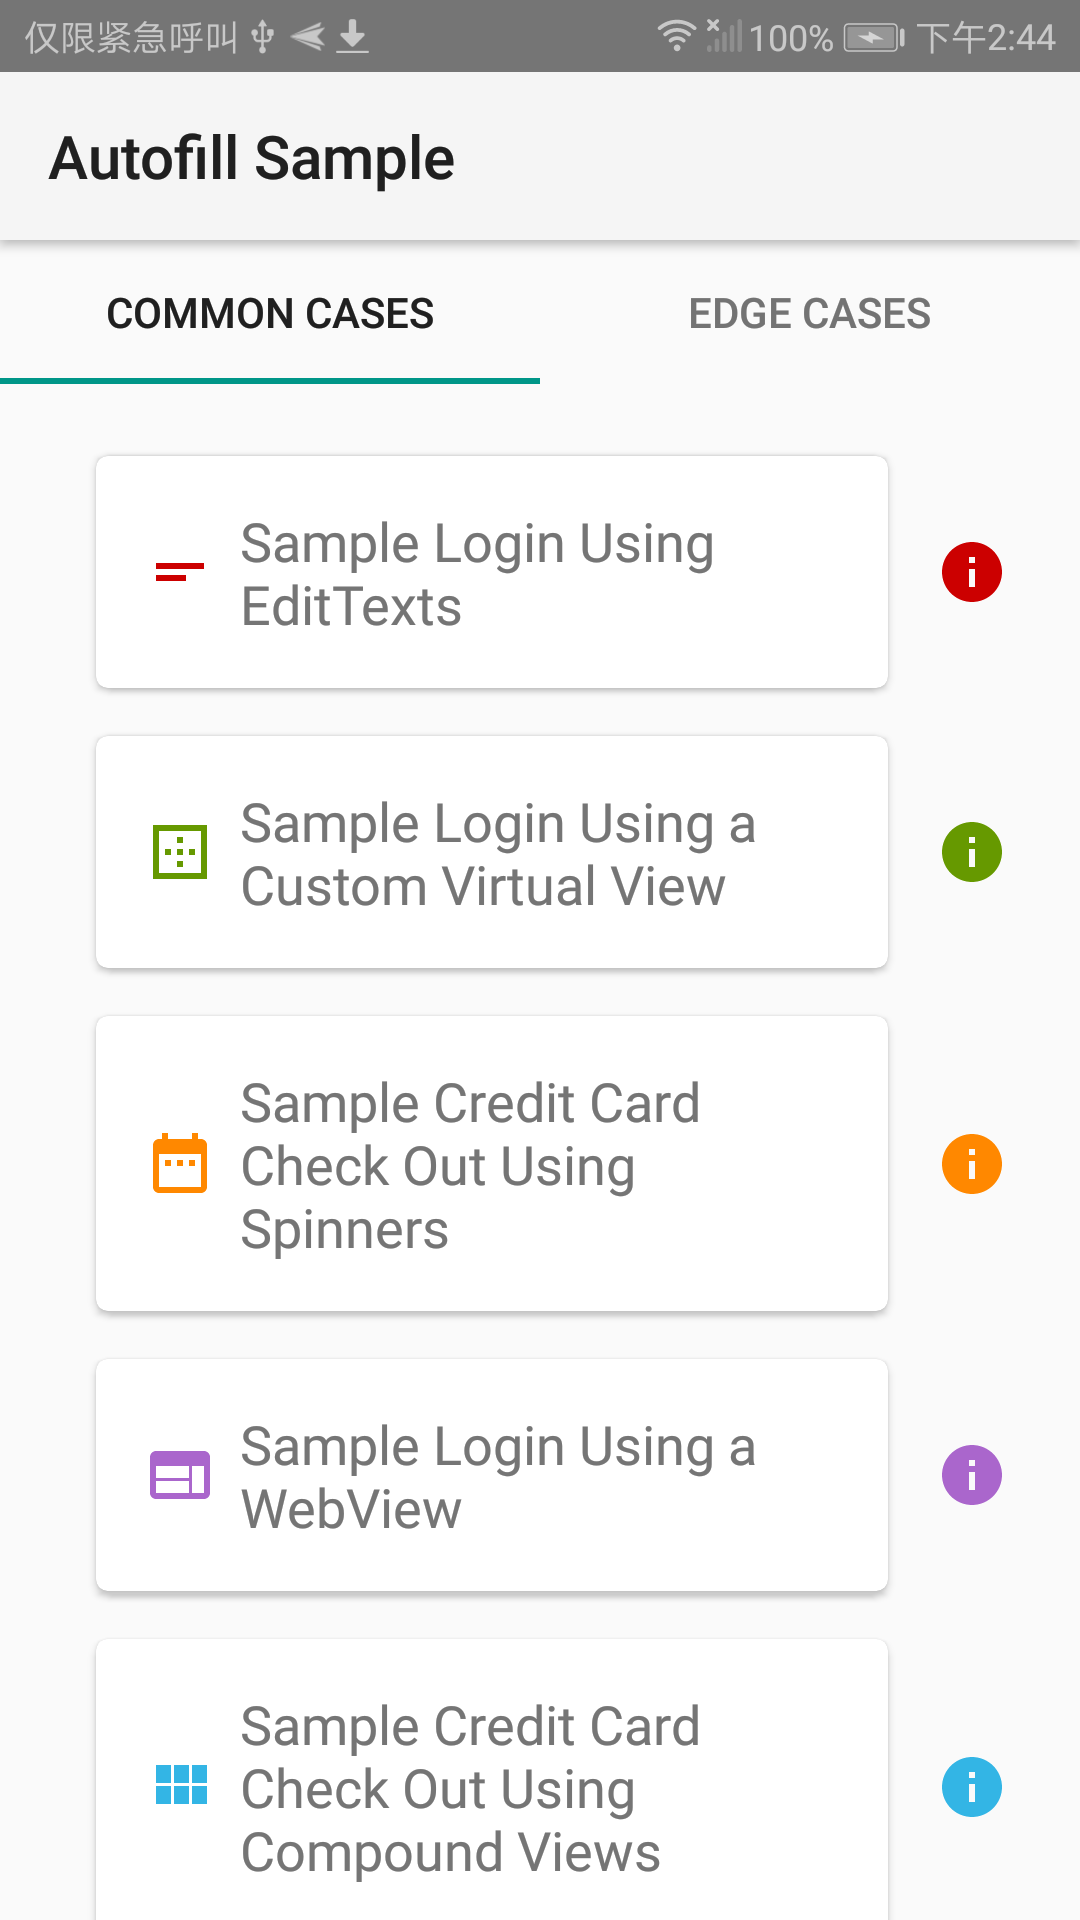 仅限紧急呼叫 100% 下午2:44
Autofill Sample
COMMON CASES EDGE CASES
Sample Login Using
EditTexts
Sample Login Using a
Custom Virtual View
Sample Credit Card
Check Out Using
Spinners
Sample Login Using a
WebView
Sample Credit Card
Check Out Using
Compound Views